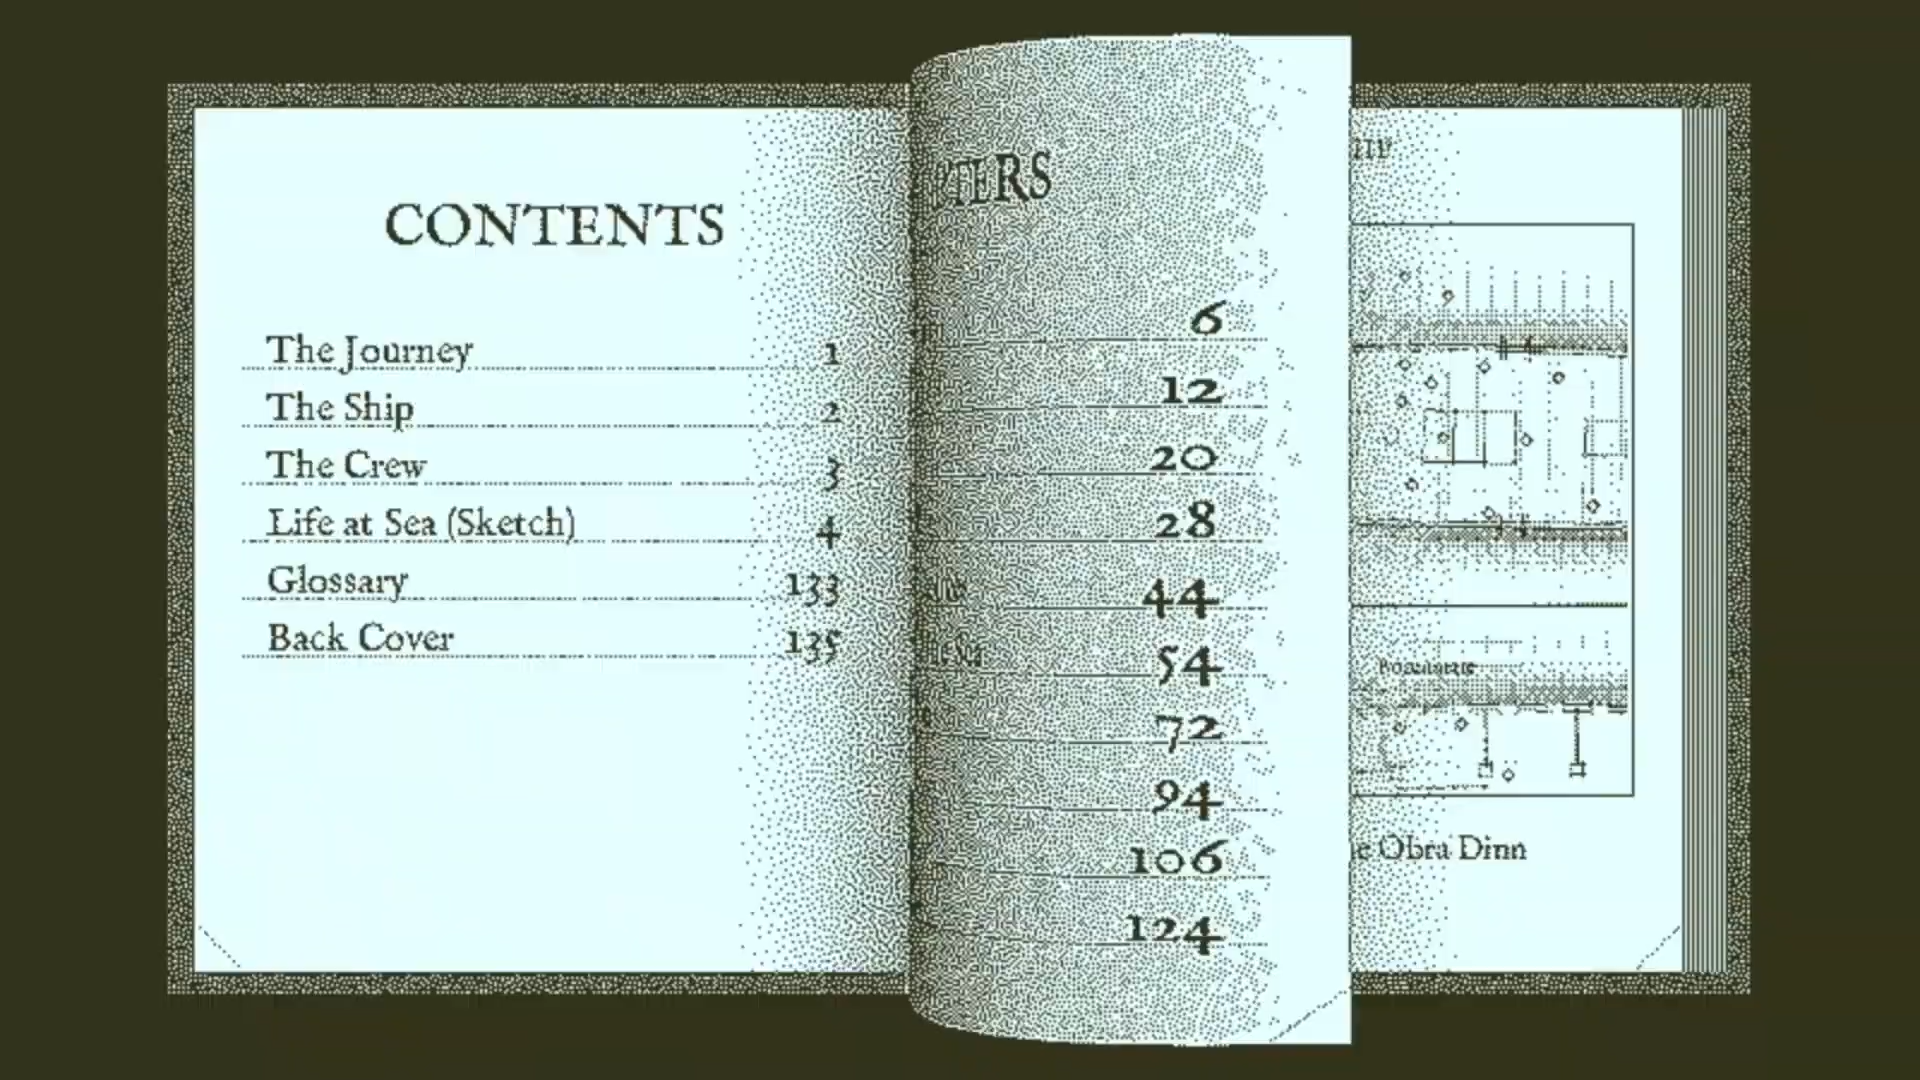 CONTENTS
The Journey 1
The Ship 2
The Crew 3
Life at Sea (Sketch) 4
Glossary 133
Back Cover 135
6
12
20
28
44
54
72
94
106
124
Obra Dinn